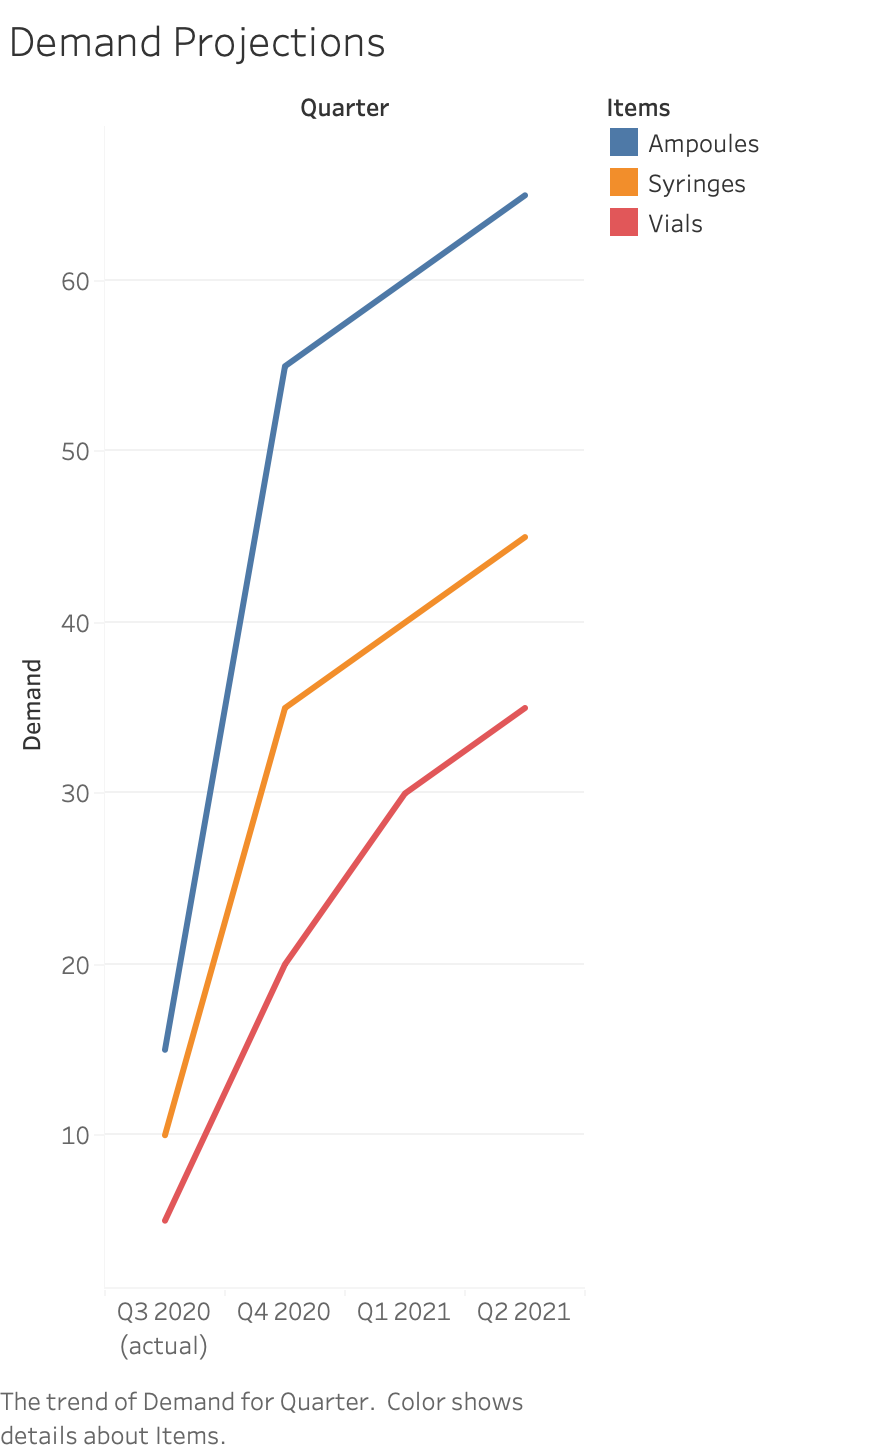 Demand Projections
Quarter
Items
Ampoules
Syringes
Vials
60
50
40
30
20
10
Demand
Q3 2020 Q4 2020 Q1 2021 Q2 2021
(actual)
The trend of Demand for Quarter.  Color shows
details about Items.